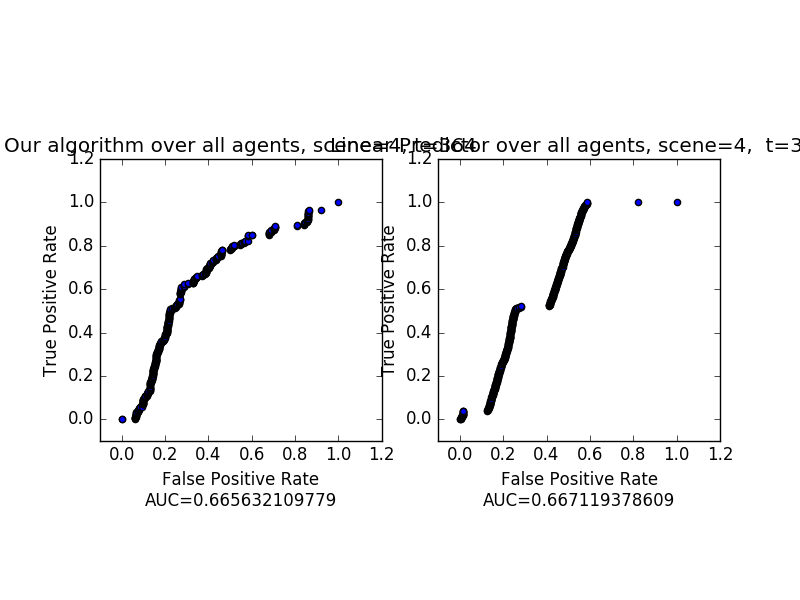 Our algorithm over all agents, scene=4, t=364
Linear Predictor over all agents, scene=4,  t=3
1.2
1.0
0.8
0.6
0.4
0.2
0.0
True Positive Rate
0.0 0.2 0.4 0.6 0.8 1.0 1.2
False Positive Rate
AUC=0.665632109779
1.2
1.0
0.8
0.6
0.4
0.2
0.0
True Positive Rate
0.0 0.2 0.4 0.6 0.8 1.0 1.2
False Positive Rate
AUC=0.667119378609